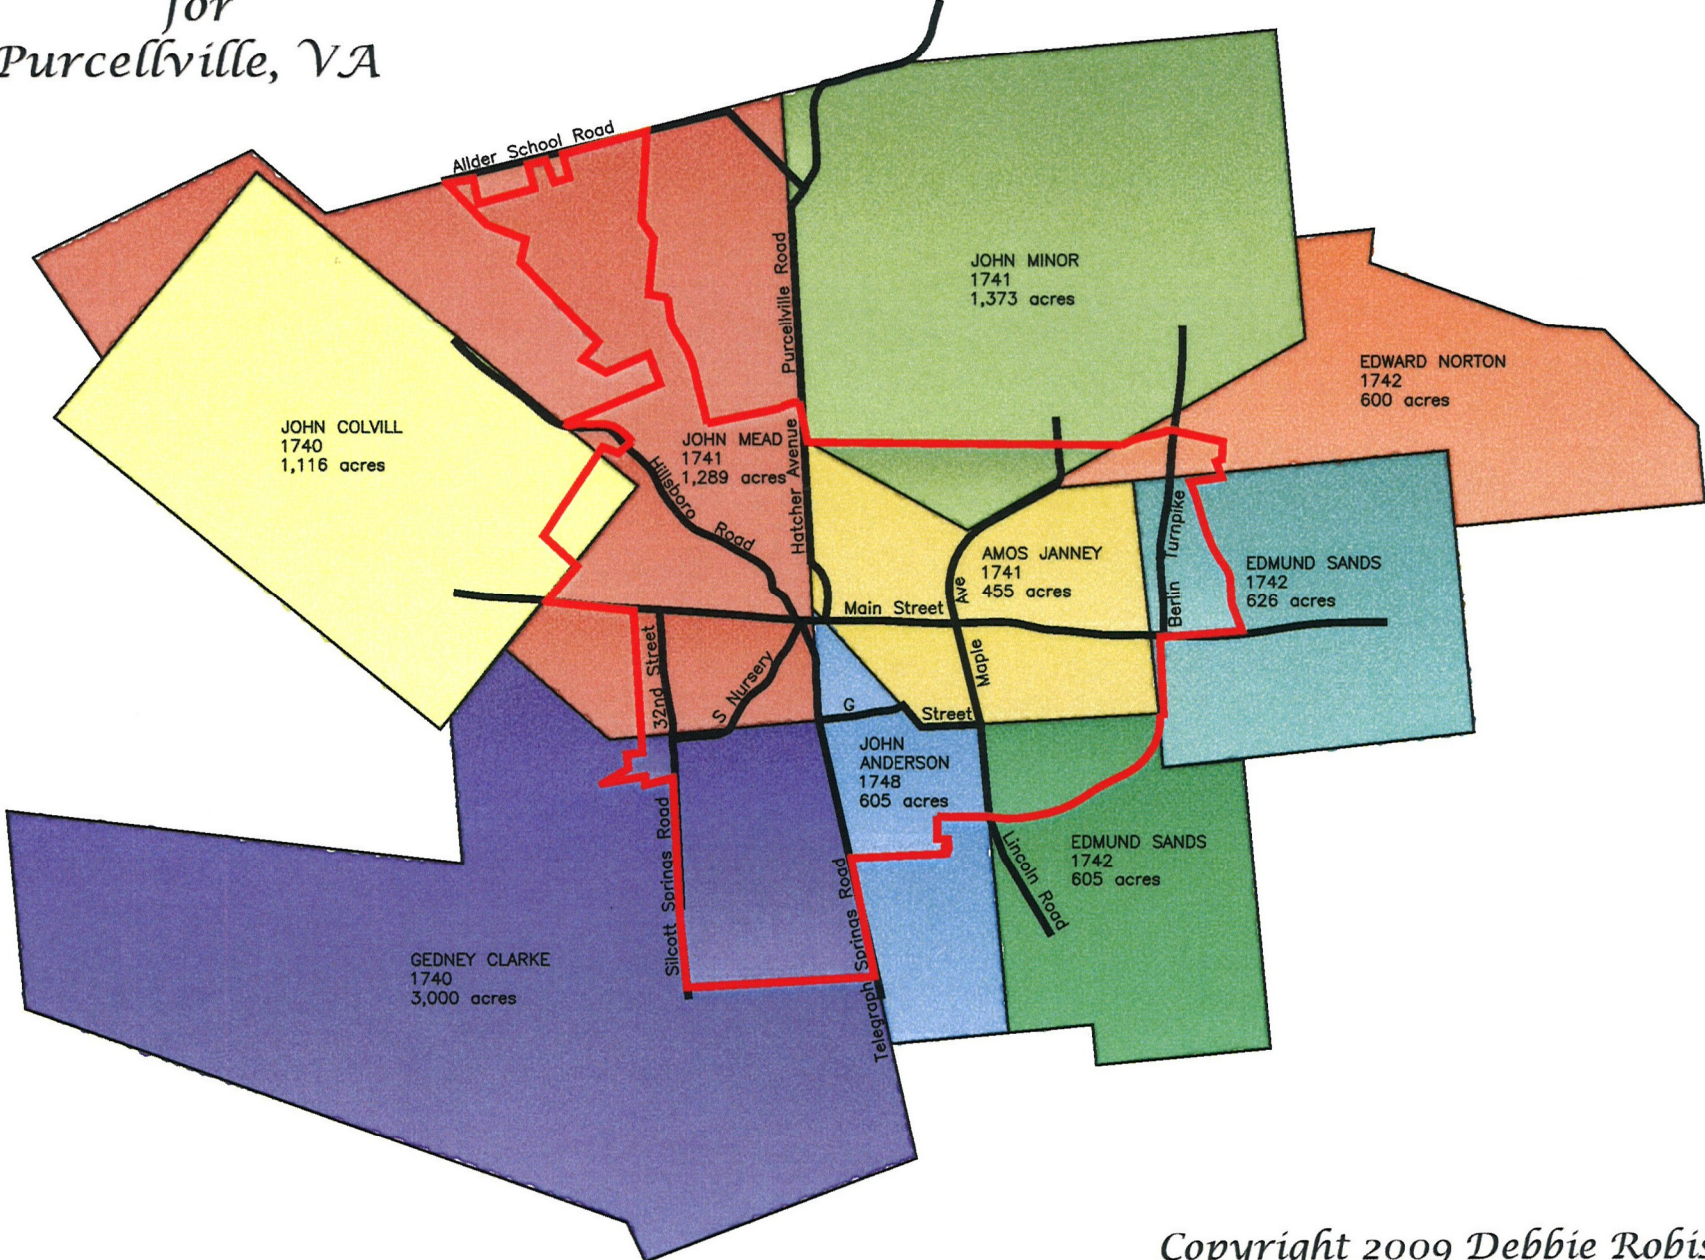 for
Purcellville, VA
Allder School Road
JOHN MINOR
1741
1,373 acres
Purcellville Road
EDWARD NORTON
1742
600 acres
JOHN COLVILL
1740
1,116 acres
JOHN MEAD
1741
1,289 acres
Hatcher Avenue
Hillsboro Road
AMOS JANNEY
1741
455 acres
Berlin Turnpike
EDMUND SANDS
1742
626 acres
Main Street
Maple Ave
32nd Street
S Nursery
G Street
JOHN
ANDERSON
1748
605 acres
Silcott Springs Road
Lincoln Road
EDMUND SANDS
1742
605 acres
GEDNEY CLARKE
1740
3,000 acres
Telegraph Springs Road
Copyright 2009 Debbie